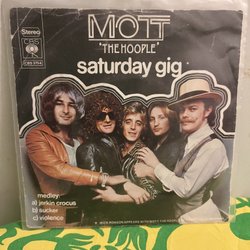 MOTT
'THE HOOPLE'
Stereo
CBS
saturday gig
medley
a) jerkin crocus
b) sucker
c) violence